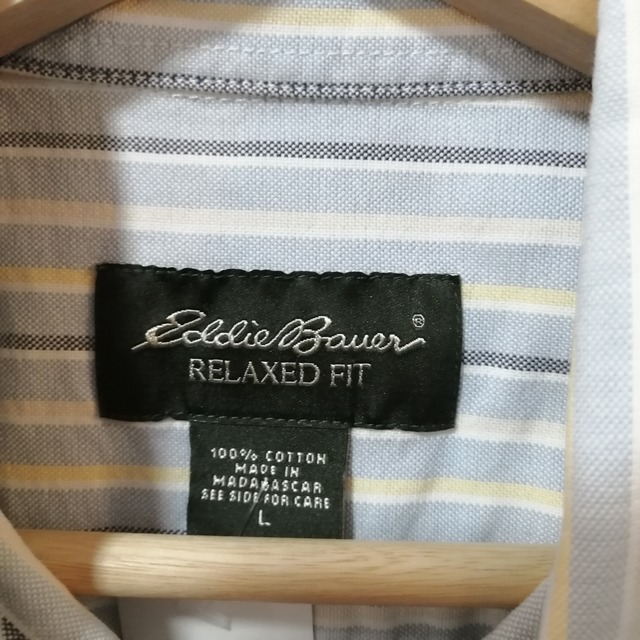 Eddie Bauer®
RELAXED FIT
100% COTTON
MADE IN
MADAGASCAR
SEE SIDE FOR CARE
L